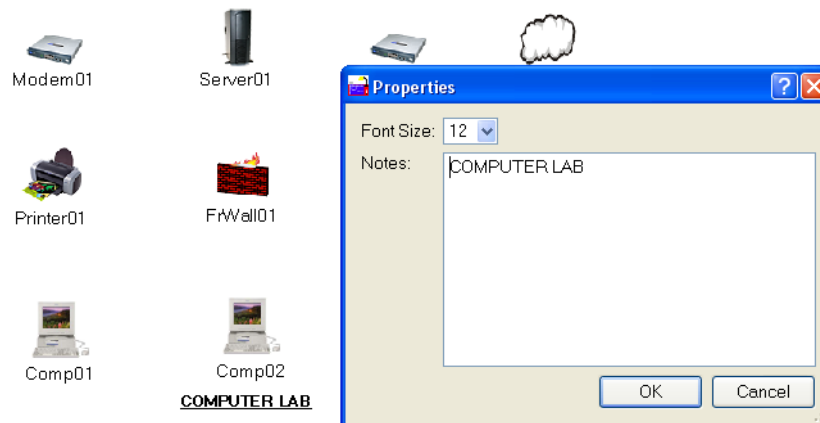 Modem01
Server01
Properties
Font Size: 12
Notes: COMPUTER LAB
Printer01
FrWall01
Comp01
Comp02
COMPUTER LAB
OK
Cancel